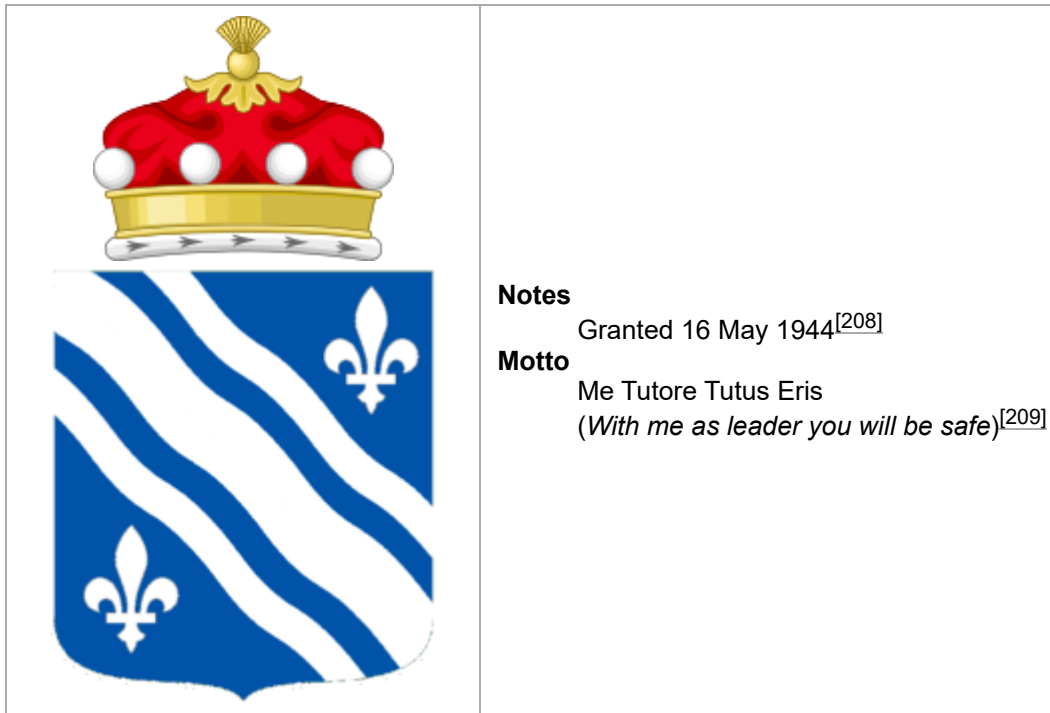 Notes
Granted 16 May 1944[208]
Motto
Me Tutore Tutus Eris
(With me as leader you will be safe)[209]